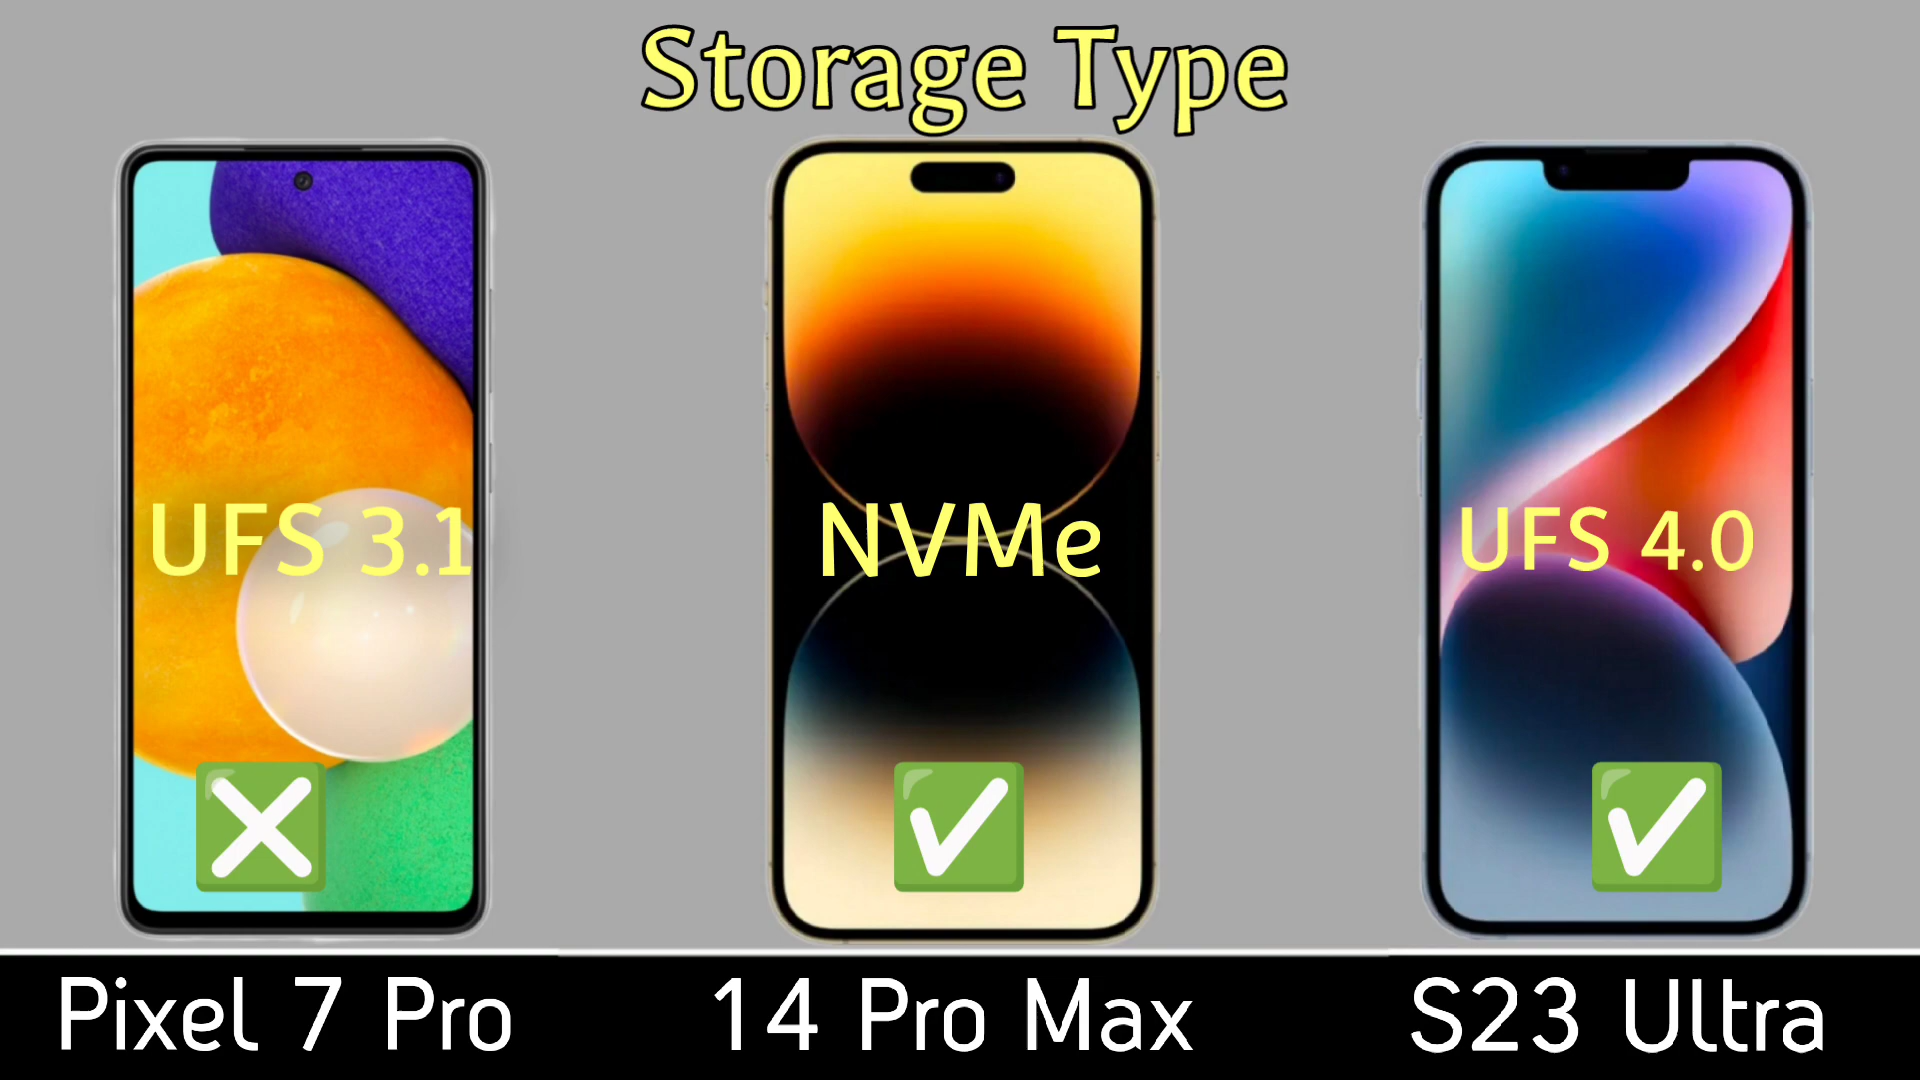 Storage Type
UFS 3.1
NVMe
UFS 4.0
Pixel 7 Pro
14 Pro Max
S23 Ultra